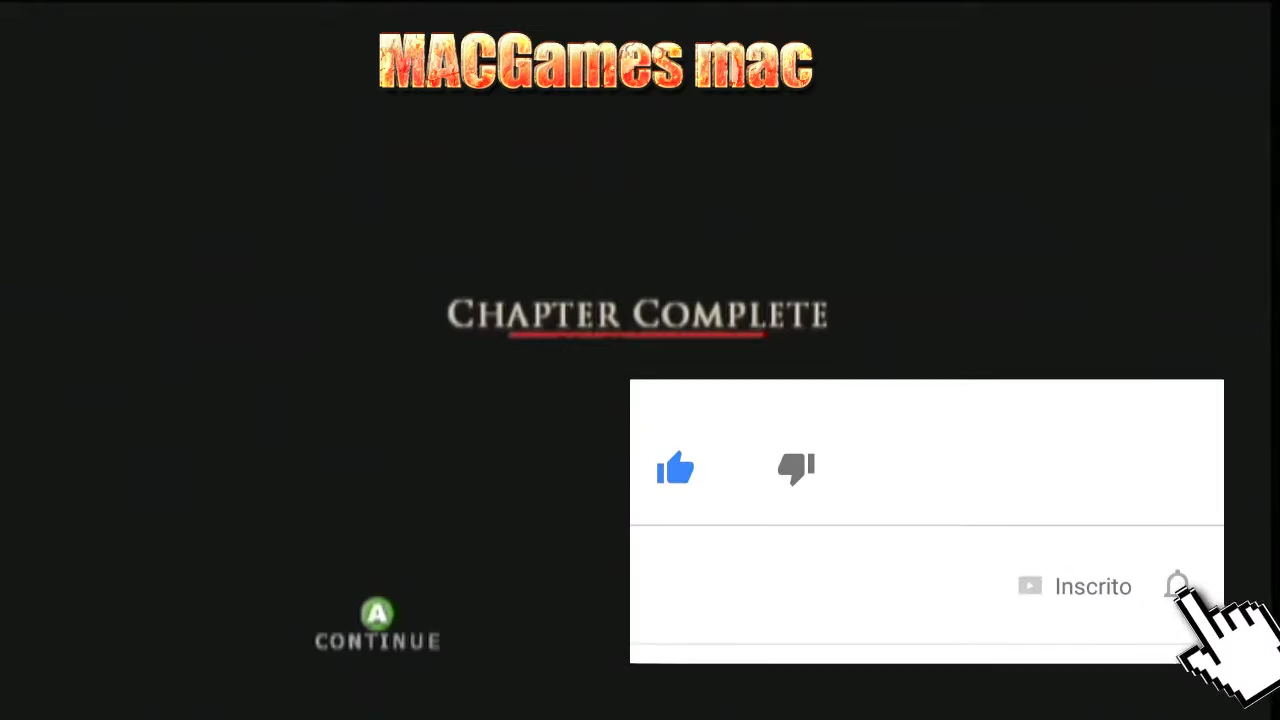 MACGames mac
CHAPTER COMPLETE
Inscrito
A
CONTINUE